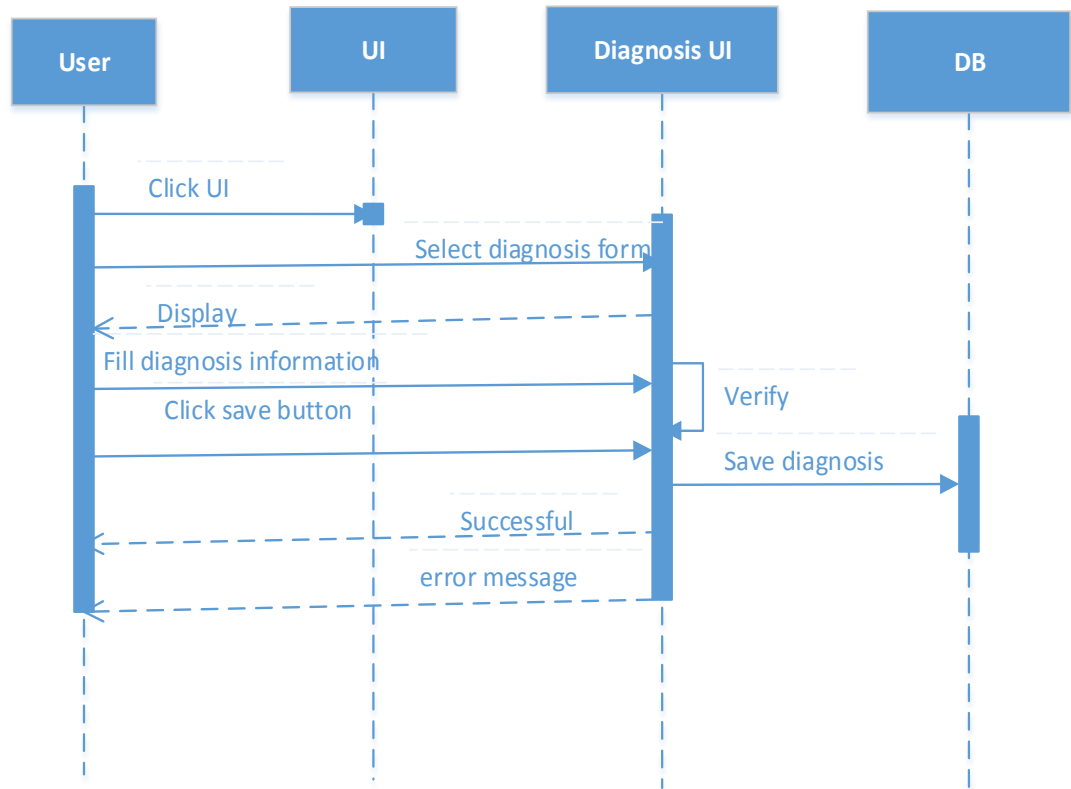 User
UI
Diagnosis UI
DB
Click UI
Select diagnosis form
Display
Fill diagnosis information
Verify
Click save button
Save diagnosis
Successful
error message